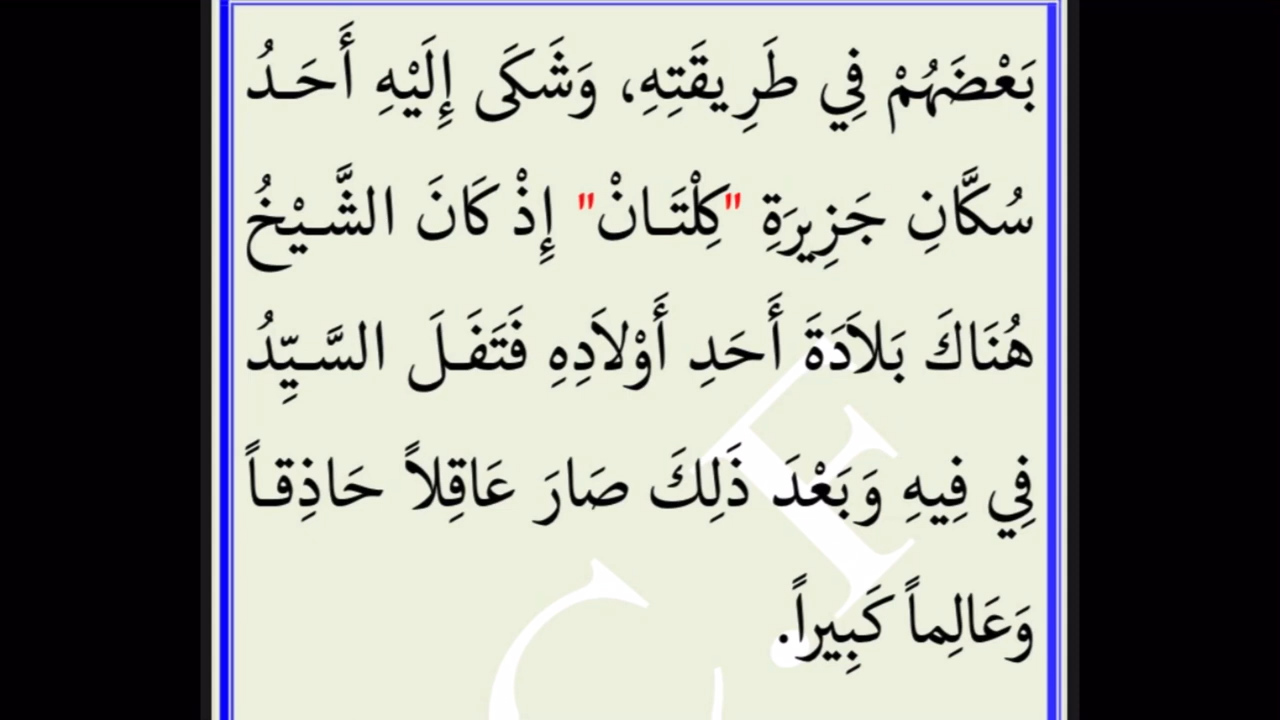 بَعْضَهُمْ فِي طَرِيقَتِهِ، وَشَكَى إِلَيْهِ أَحَدُ
سُكَّانِ جَزِيرَةِ "كِلْتَانْ" إِذْ كَانَ الشَّيْخُ
هُنَاكَ بَلاَدَةَ أَحَدِ أَوْلاَدِهِ فَتَفَلَ السَّيِّدُ
فِي فِيهِ وَبَعْدَ ذَلِكَ صَارَ عَاقِلاً حَاذِقاً
وَعَالِماً كَبِيراً.
C.F